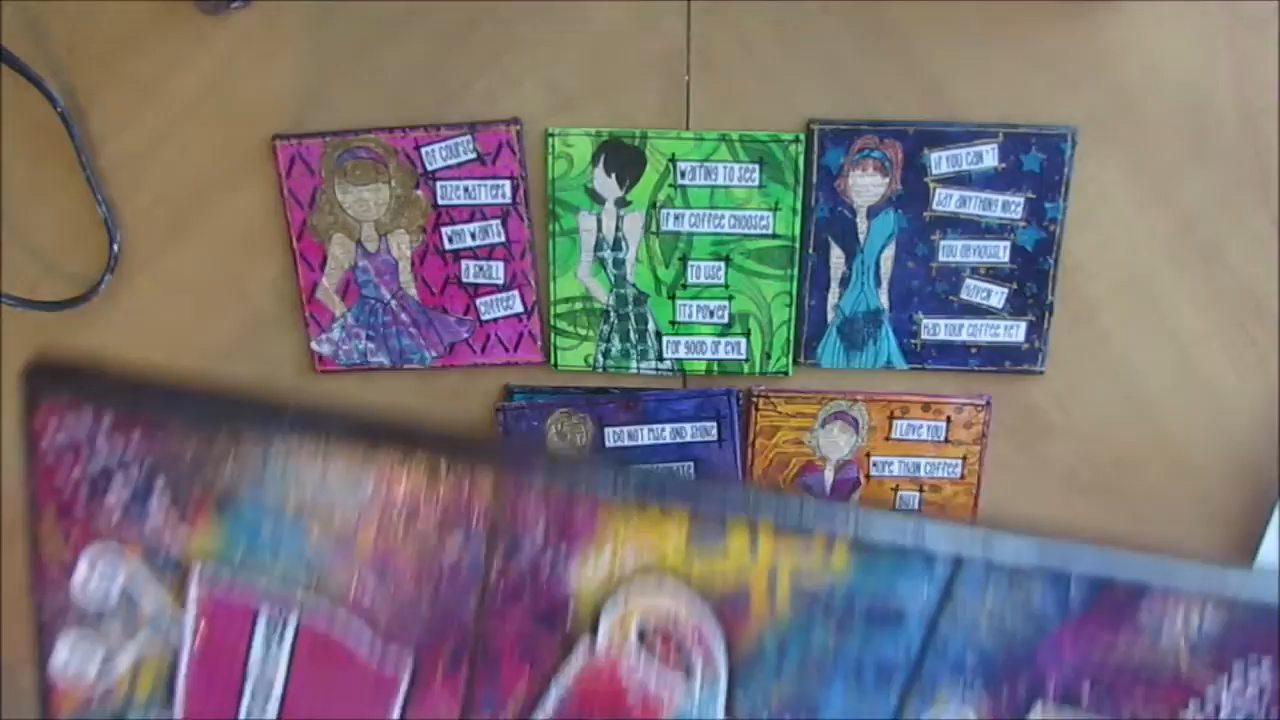 OF COURSE
SIZE MATTERS
WHO WANTS
A SMALL
COFFEE?
WAITING TO SEE
IF MY COFFEE CHOOSES
TO USE
ITS POWER
FOR GOOD OR EVIL
IF YOU CAN'T
SAY ANYTHING NICE
YOU OBVIOUSLY
HAVEN'T
HAD YOUR COFFEE YET
I DO NOT RISE AND SHINE
I LOVE YOU
MORE THAN COFFEE
BUT